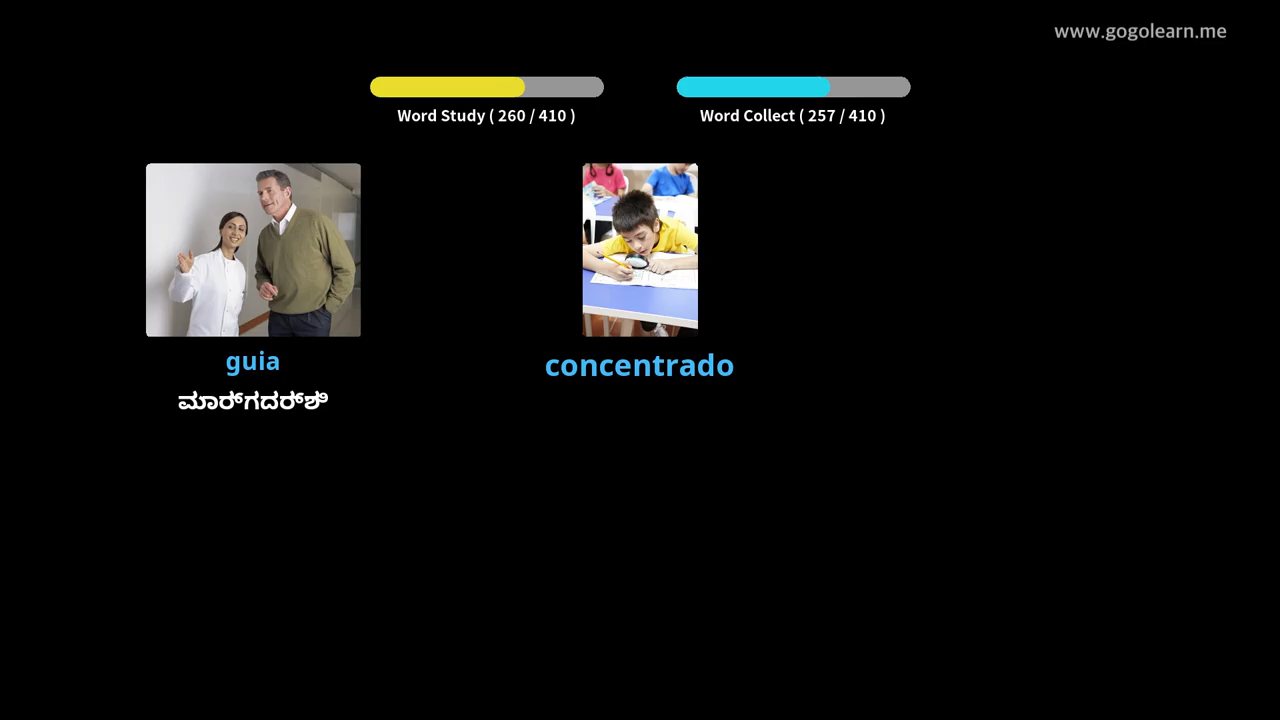 www.gogolearn.me
Word Study ( 260 / 410 )
Word Collect ( 257 / 410 )
guia
concentrado
ಮಾರ್ಗದರ್ಶಿ